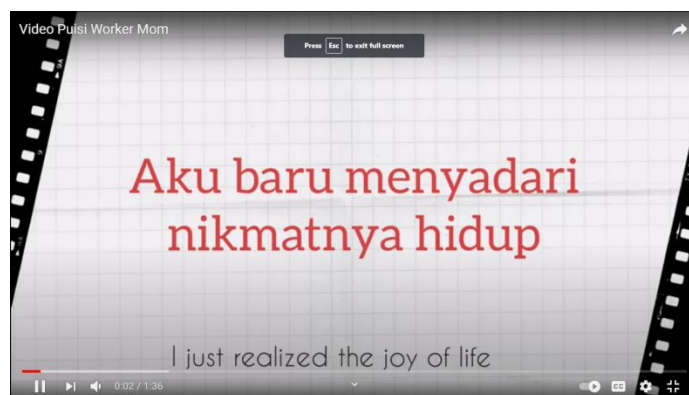 Video Puisi Worker Mom
Press Esc to exit full screen
Aku baru menyadari
nikmatnya hidup
I just realized the joy of life
0:02 / 1:36
CC